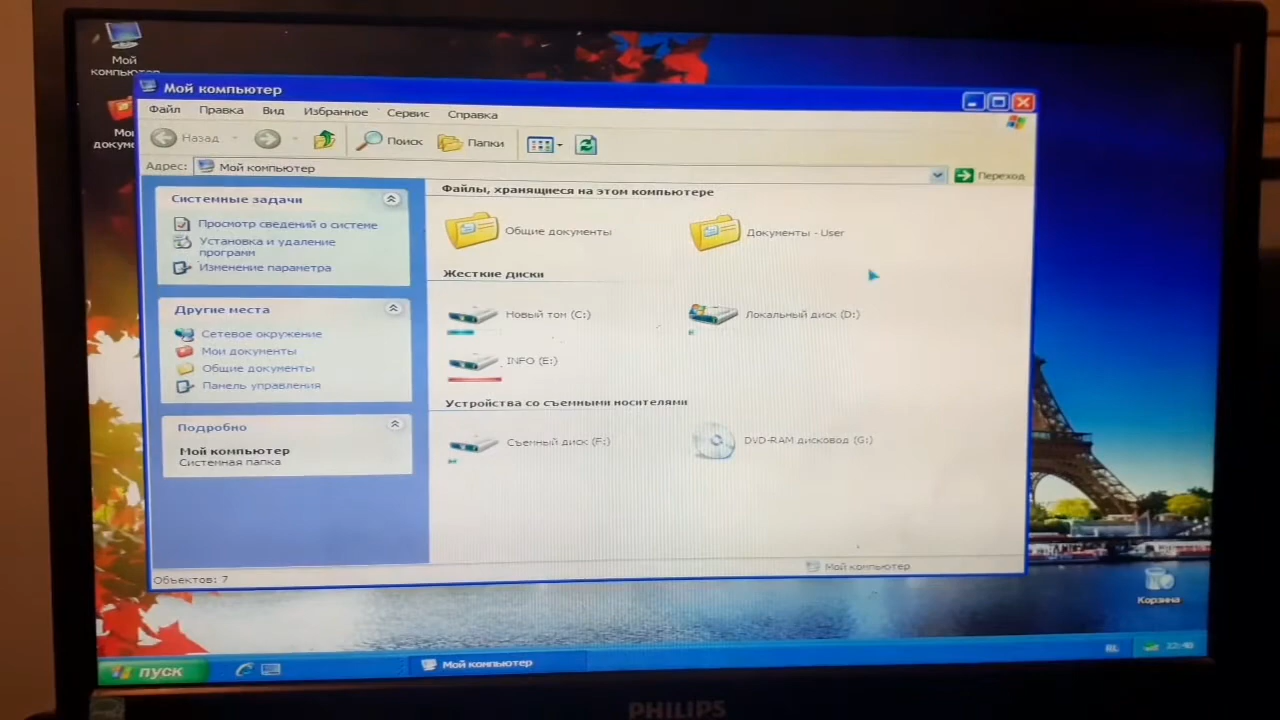 Мой
компьютер
Мои
докум
Мой компьютер
Файл Правка Вид Избранное Сервис Справка
Назад Поиск Папки
Адрес: Мой компьютер Переход
Системные задачи
Просмотр сведений о системе
Установка и удаление
программ
Изменение параметра
Другие места
Сетевое окружение
Мои документы
Общие документы
Панель управления
Подробно
Мой компьютер
Системная папка
Файлы, хранящиеся на этом компьютере
Общие документы Документы - User
Жесткие диски
Новый том (C:) Локальный диск (D:)
INFO (E:)
Устройства со съемными носителями
Съемный диск (F:) DVD-RAM дисковод (G:)
Объектов: 7 Мой компьютер
Корзина
пуск Мой компьютер 22:40
PHILIPS